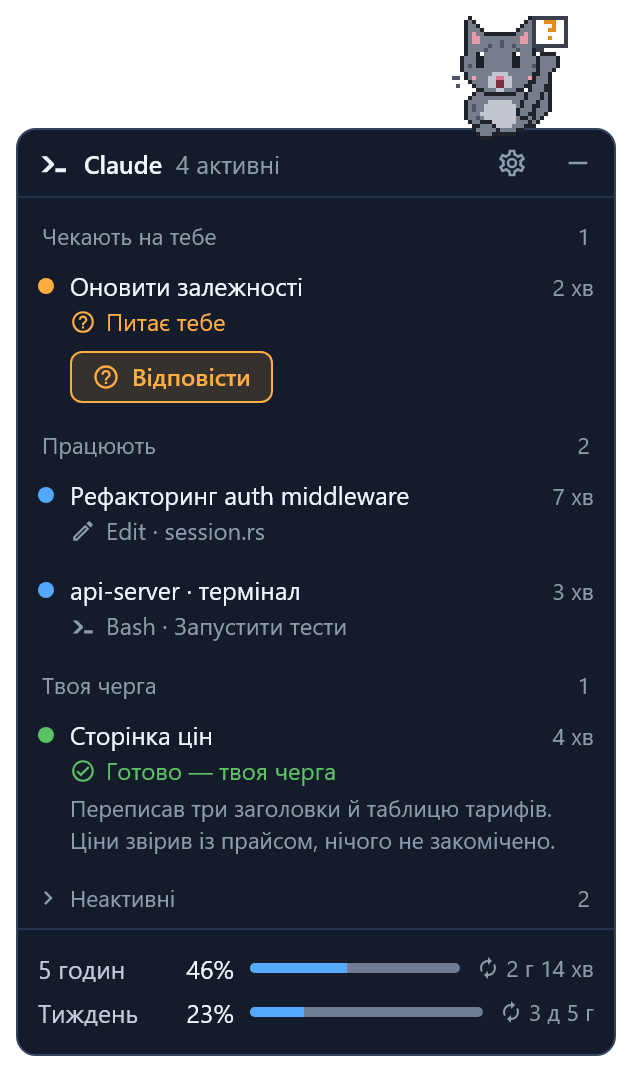 ?
Claude 4 активні
Чекають на тебе 1
Оновити залежності 2 хв
Питає тебе
Відповісти
Працюють 2
Рефакторинг auth middleware 7 хв
Edit · session.rs
api-server · термінал 3 хв
Bash · Запустити тести
Твоя черга 1
Сторінка цін 4 хв
Готово — твоя черга
Переписав три заголовки й таблицю тарифів.
Ціни звірив із прайсом, нічого не закомічено.
Неактивні 2
5 годин 46% 2 г 14 хв
Тиждень 23% 3 д 5 г